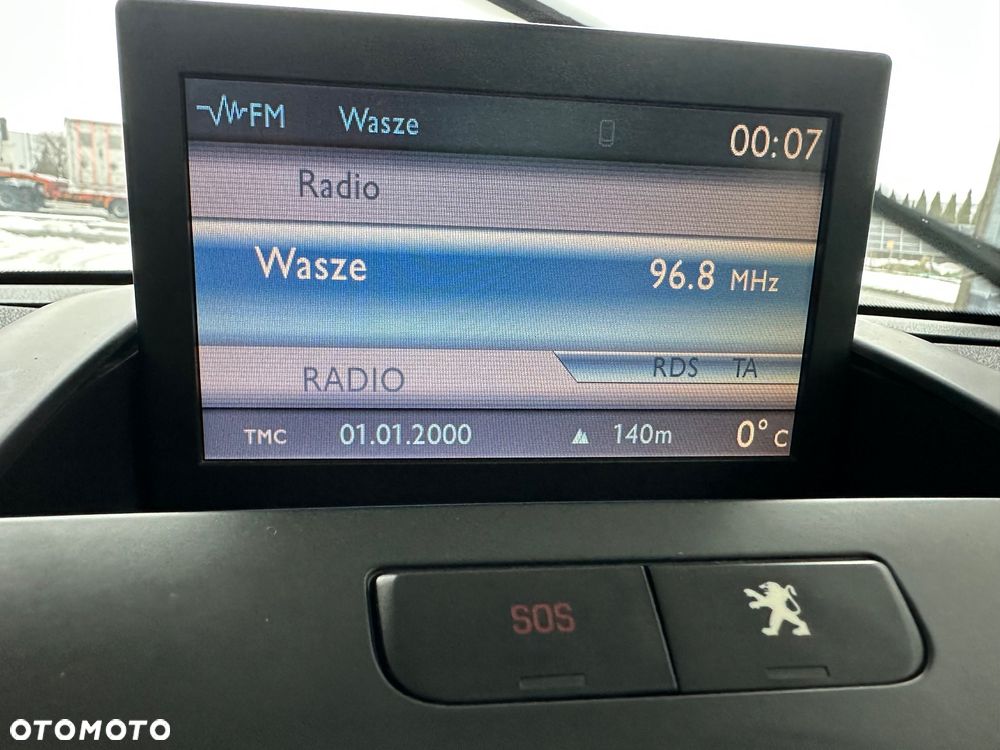 FM Wasze 00:07
Radio
Wasze 96.8 MHz
RADIO RDS TA
TMC 01.01.2000 140m 0°C
SOS
OTOMOTO